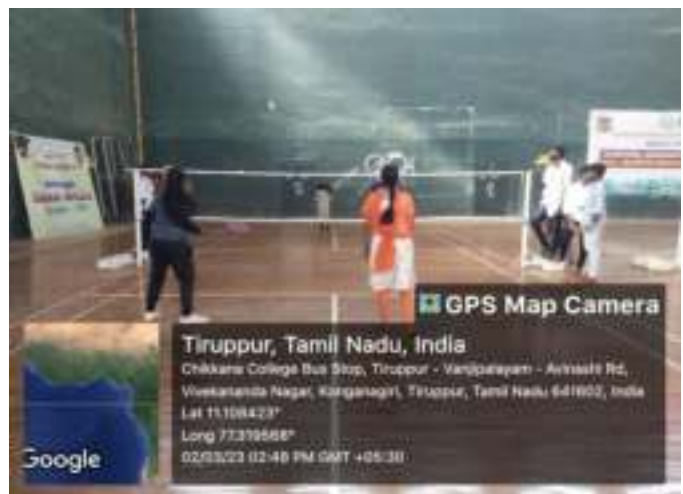 GPS Map Camera
Tiruppur, Tamil Nadu, India
Chikkana College Bus Stop, Tiruppur - Vanjipalayam - Avinashi Rd,
Vivekananda Nagar, Konganagiri, Tiruppur, Tamil Nadu 641602, India
Lat 11.108423°
Long 77.319568°
02/03/23 02:48 PM GMT +05:30
Google